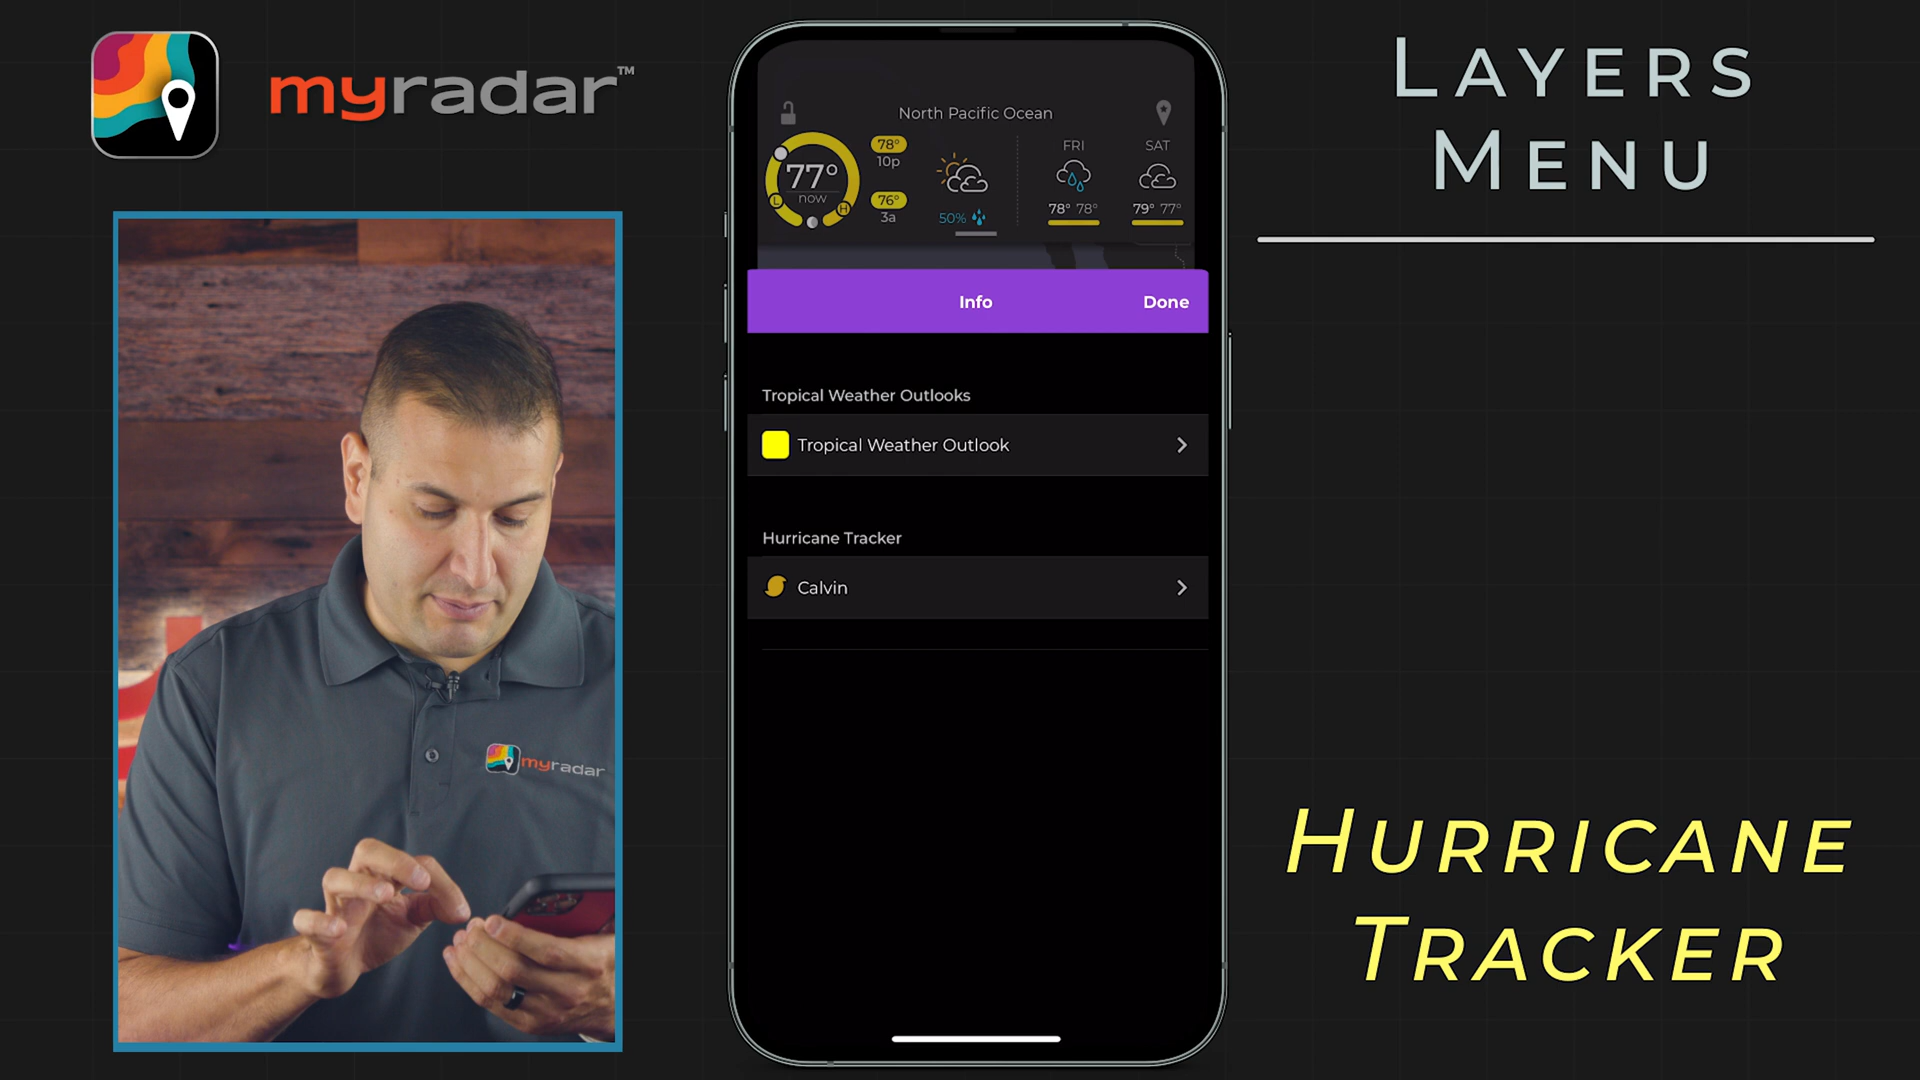 myradar™
LAYERS
MENU
North Pacific Ocean
77°
now
L
H
78°
10p
76°
3a
50%
FRI
78° 78°
SAT
79° 77°
Info
Done
Tropical Weather Outlooks
Tropical Weather Outlook
Hurricane Tracker
Calvin
myradar
HURRICANE
TRACKER